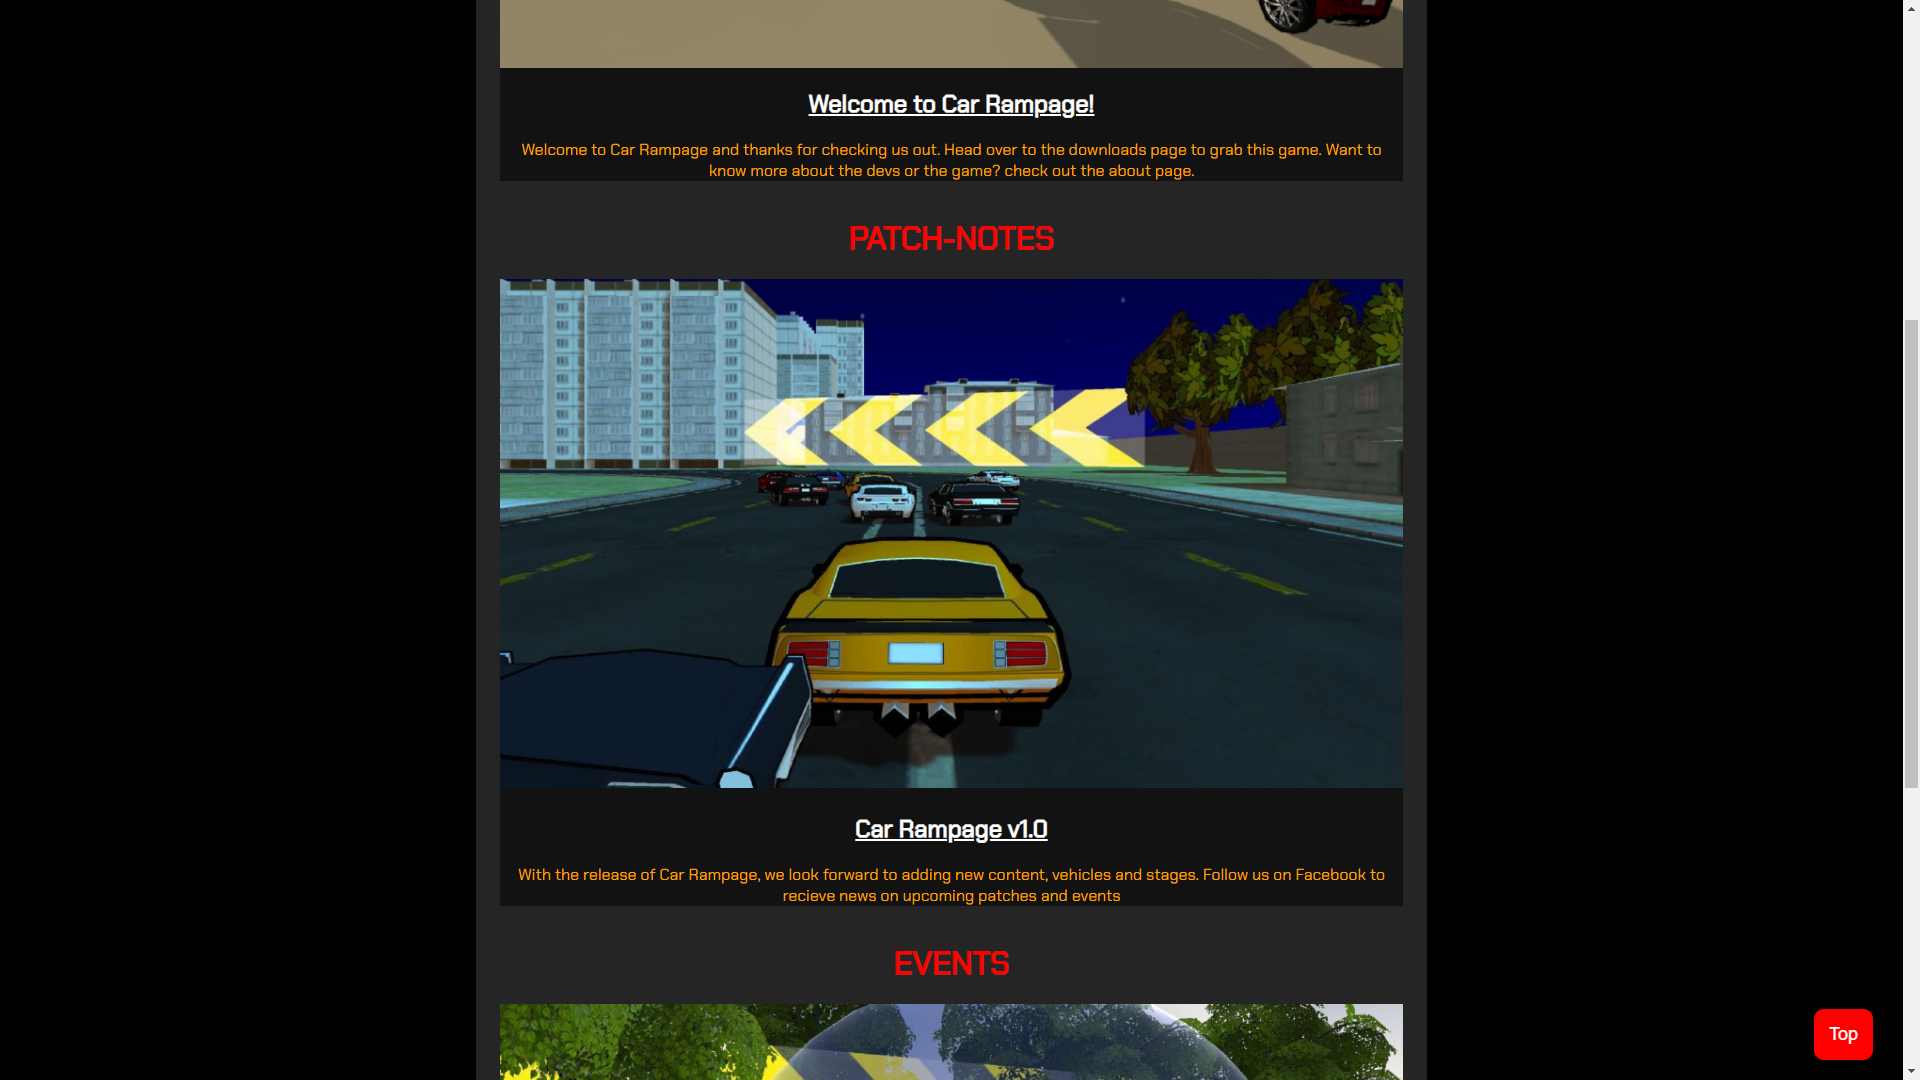 Welcome to Car Rampage!
Welcome to Car Rampage and thanks for checking us out. Head over to the downloads page to grab this game. Want to
know more about the devs or the game? check out the about page.
PATCH-NOTES
Car Rampage v1.0
With the release of Car Rampage, we look forward to adding new content, vehicles and stages. Follow us on Facebook to
recieve news on upcoming patches and events
EVENTS
Top